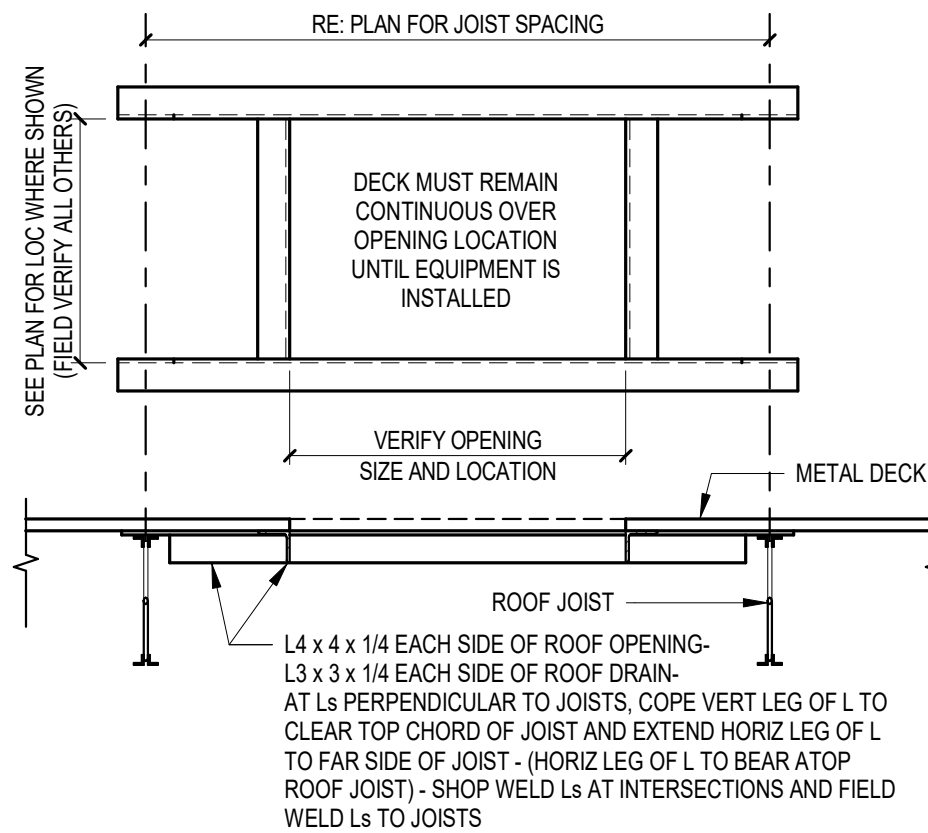 RE: PLAN FOR JOIST SPACING
SEE PLAN FOR LOC WHERE SHOWN
(FIELD VERIFY ALL OTHERS)
DECK MUST REMAIN
CONTINUOUS OVER
OPENING LOCATION
UNTIL EQUIPMENT IS
INSTALLED
VERIFY OPENING
SIZE AND LOCATION
METAL DECK
ROOF JOIST
L4 x 4 x 1/4 EACH SIDE OF ROOF OPENING-
L3 x 3 x 1/4 EACH SIDE OF ROOF DRAIN-
AT Ls PERPENDICULAR TO JOISTS, COPE VERT LEG OF L TO
CLEAR TOP CHORD OF JOIST AND EXTEND HORIZ LEG OF L
TO FAR SIDE OF JOIST - (HORIZ LEG OF L TO BEAR ATOP
ROOF JOIST) - SHOP WELD Ls AT INTERSECTIONS AND FIELD
WELD Ls TO JOISTS